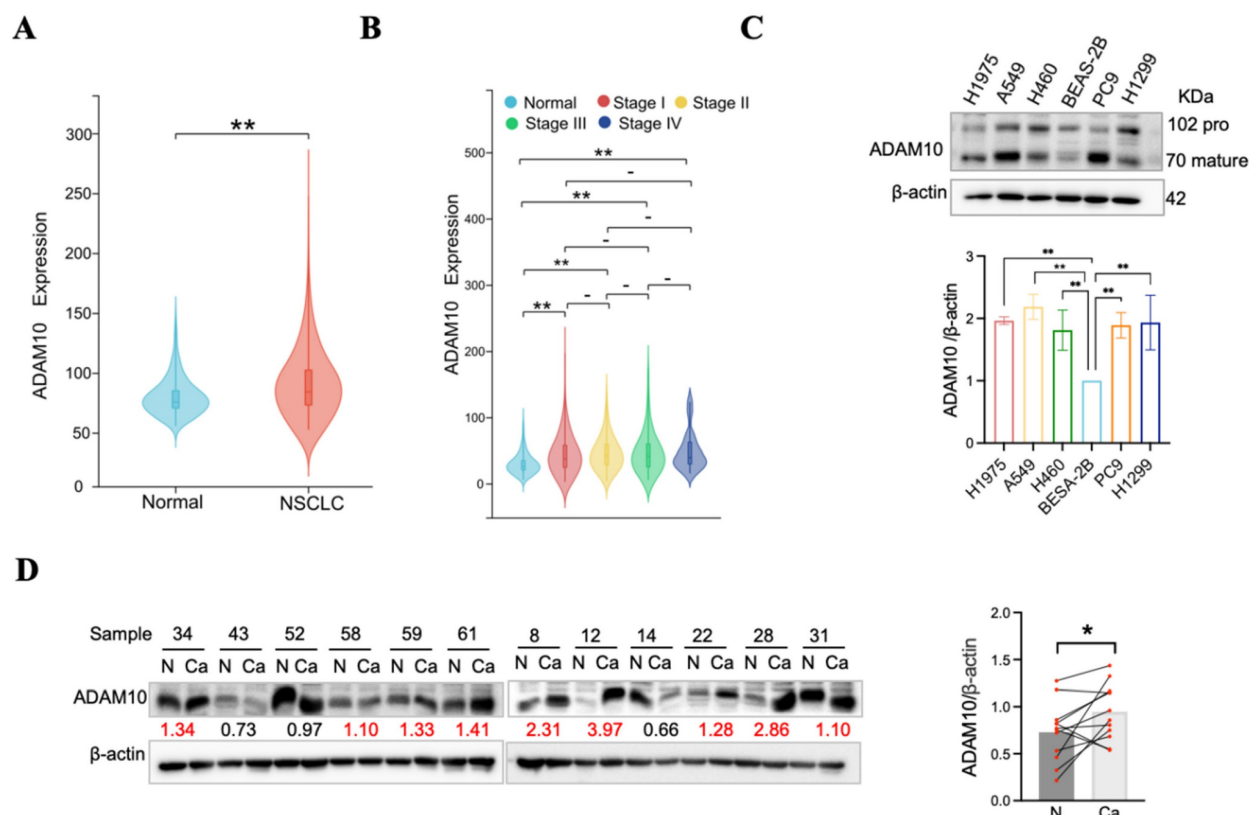 A
B
C
D
ADAM10 Expression
300
250
200
150
100
50
0
**
Normal
NSCLC
Normal
Stage I
Stage II
Stage III
Stage IV
ADAM10 Expression
500
400
300
200
100
0
**
-
**
-
-
**
-
-
-
**
H1975
A549
H460
BEAS-2B
PC9
H1299
KDa
ADAM10
102 pro
70 mature
β-actin
42
ADAM10 /β-actin
3
2
1
0
**
**
**
**
**
H1975
A549
H460
BESA-2B
PC9
H1299
Sample 34 43 52 58 59 61 8 12 14 22 28 31
N Ca N Ca N Ca N Ca N Ca N Ca N Ca N Ca N Ca N Ca N Ca N Ca
ADAM10
1.34 0.73 0.97 1.10 1.33 1.41 2.31 3.97 0.66 1.28 2.86 1.10
β-actin
ADAM10/β-actin
2.0
1.5
1.0
0.5
0.0
*
N Ca